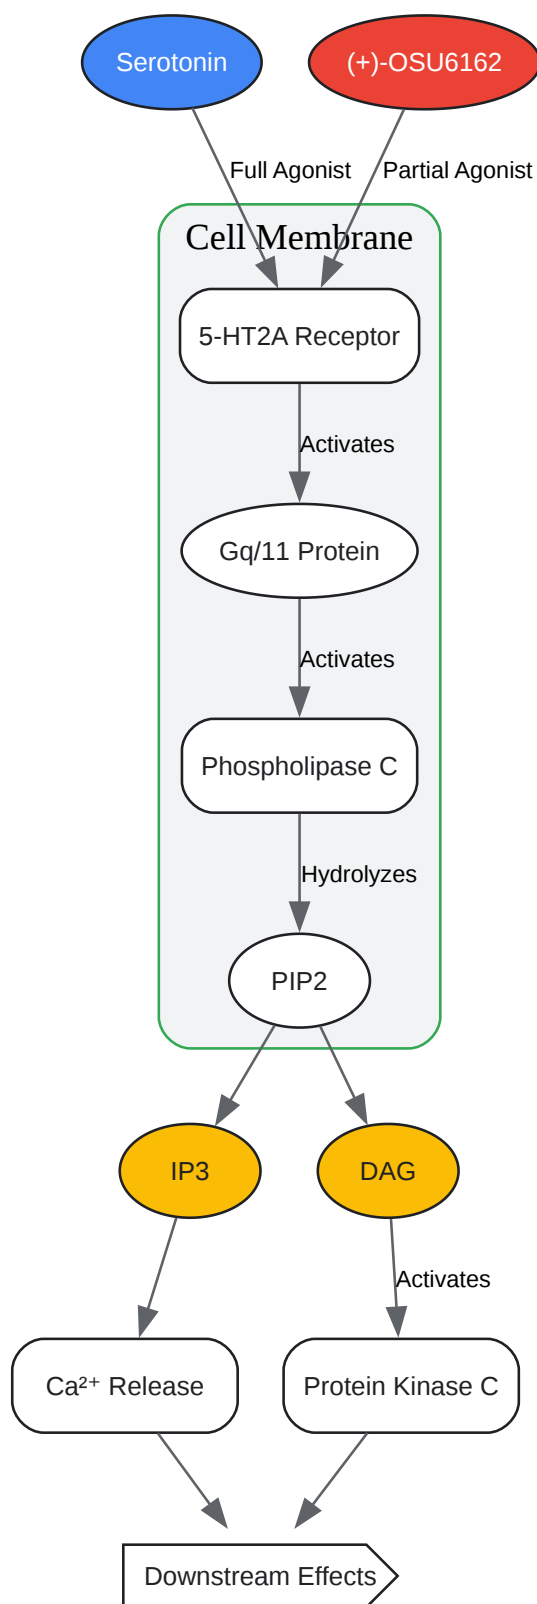 Serotonin
(+)-OSU6162
Full Agonist
Partial Agonist
Cell Membrane
5-HT2A Receptor
Activates
Gq/11 Protein
Activates
Phospholipase C
Hydrolyzes
PIP2
IP3
DAG
Activates
Ca²⁺ Release
Protein Kinase C
Downstream Effects